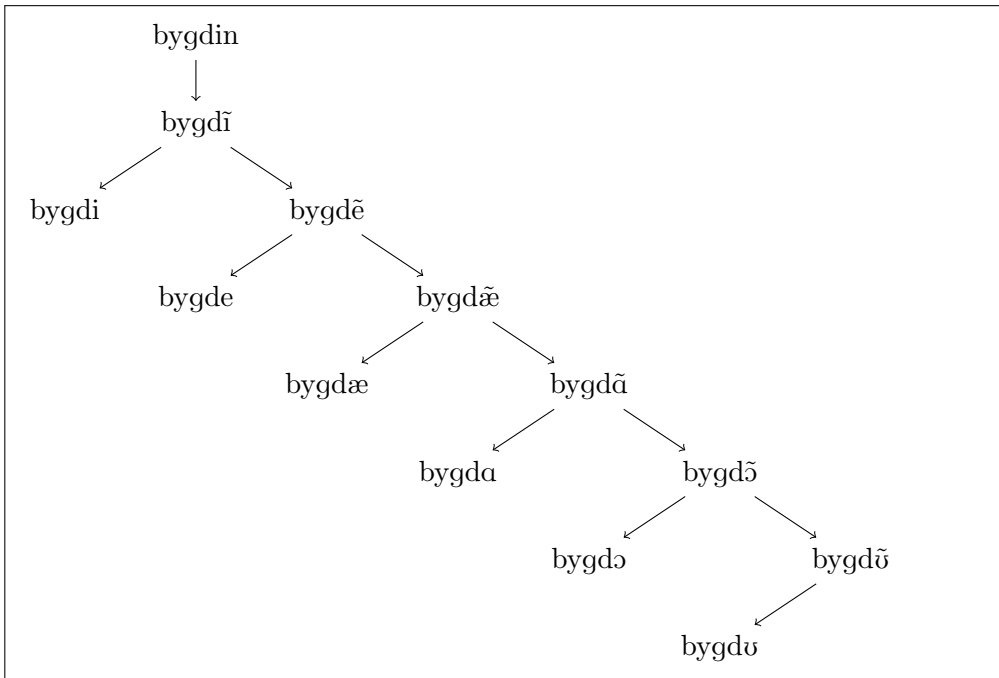 bygdin
bygdĩ
bygdi bygdẽ
bygde bygdæ̃
bygdæ bygdɑ̃
bygdɑ bygdɔ̃
bygdɔ bygdʊ̃
bygdʊ